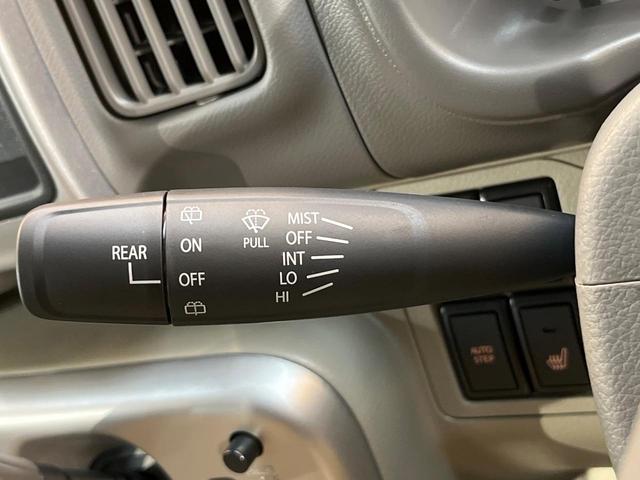 REAR
ON
OFF
PULL
MIST
OFF
INT
LO
HI
AUTO
STEP